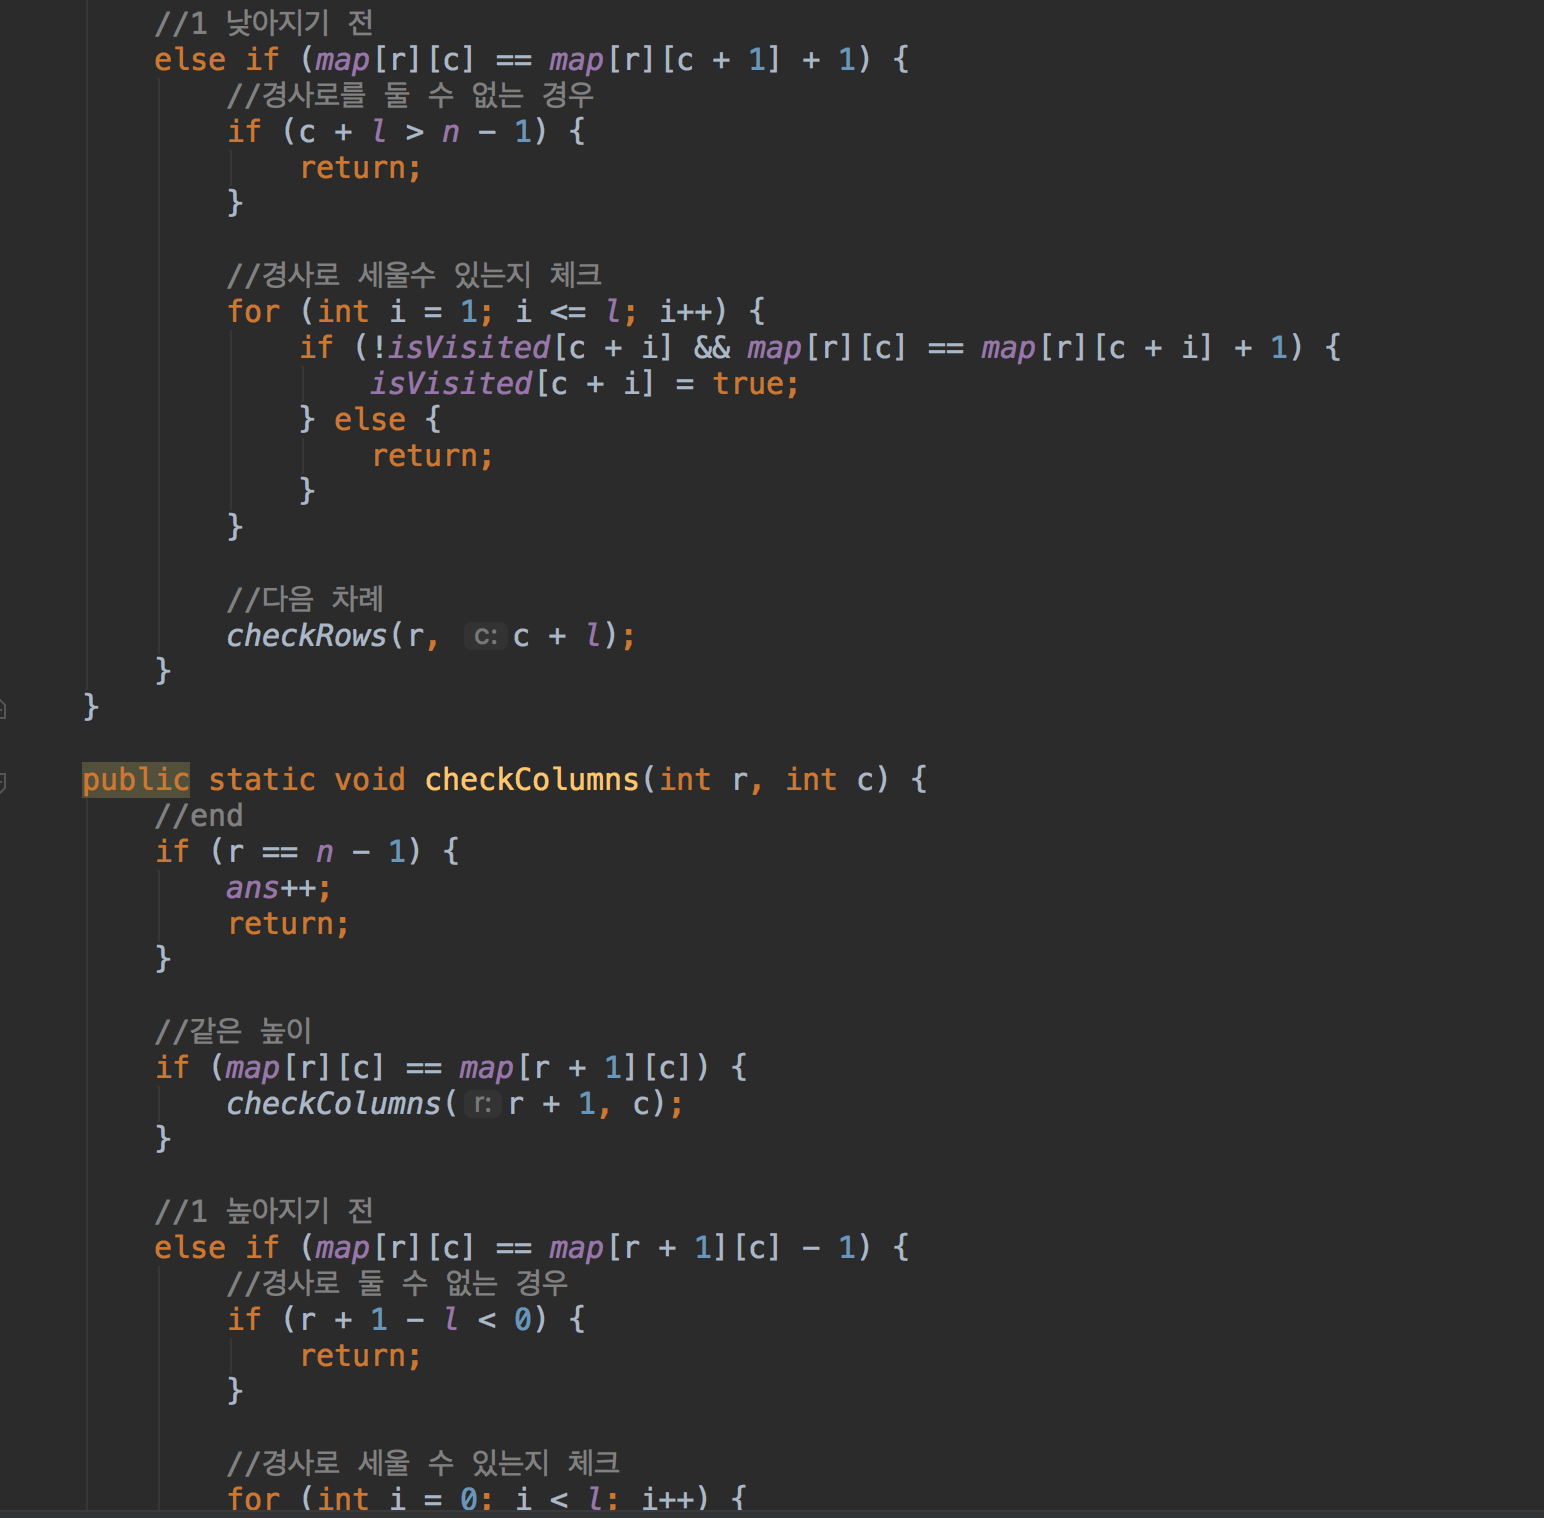 //1 낮아지기 전
else if (map[r][c] == map[r][c + 1] + 1) {
//경사로를 둘 수 없는 경우
if (c + l > n - 1) {
return;
}
//경사로 세울수 있는지 체크
for (int i = 1; i <= l; i++) {
if (!isVisited[c + i] && map[r][c] == map[r][c + i] + 1) {
isVisited[c + i] = true;
} else {
return;
}
}
//다음 차례
checkRows(r, c: c + l);
}
}
public static void checkColumns(int r, int c) {
//end
if (r == n - 1) {
ans++;
return;
}
//같은 높이
if (map[r][c] == map[r + 1][c]) {
checkColumns( r: r + 1, c);
}
//1 높아지기 전
else if (map[r][c] == map[r + 1][c] - 1) {
//경사로 둘 수 없는 경우
if (r + 1 - l < 0) {
return;
}
//경사로 세울 수 있는지 체크
for (int i = 0; i < l; i++) {